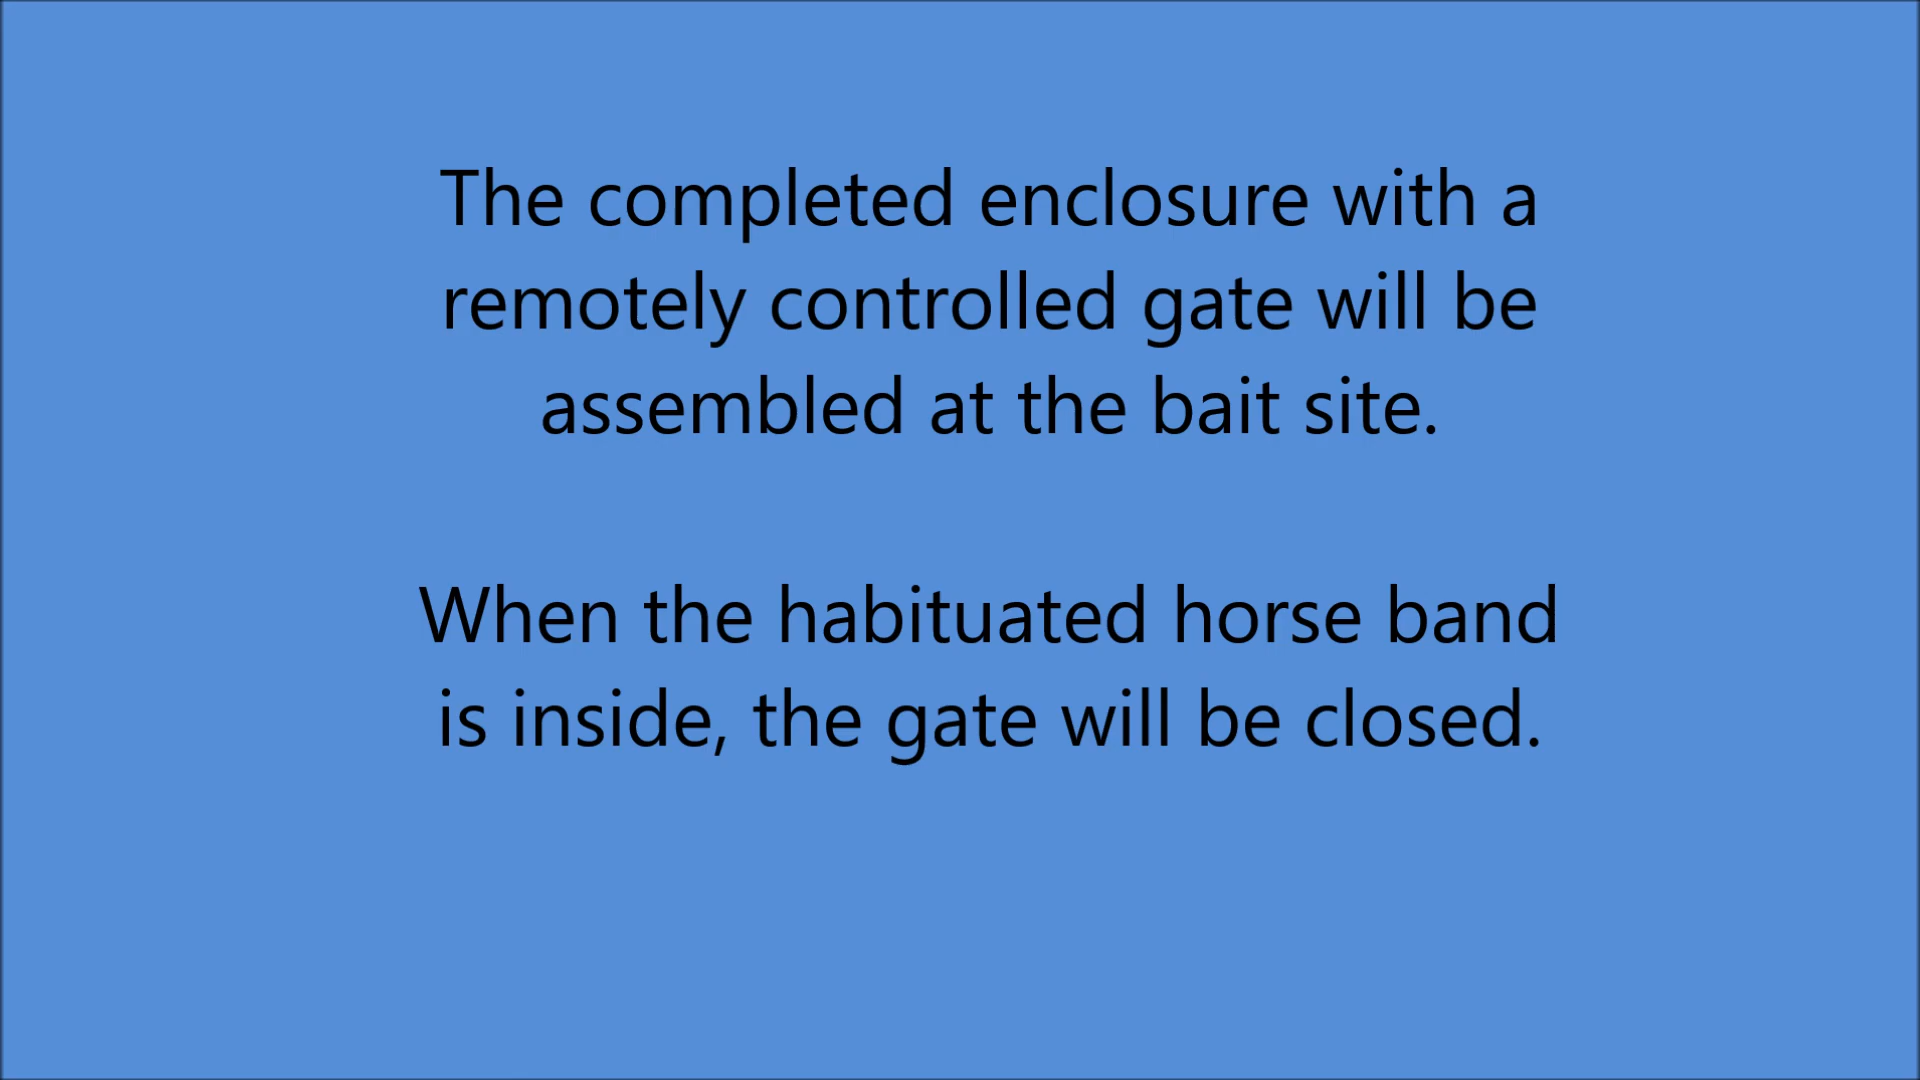 The completed enclosure with a
remotely controlled gate will be
assembled at the bait site.
When the habituated horse band
is inside, the gate will be closed.